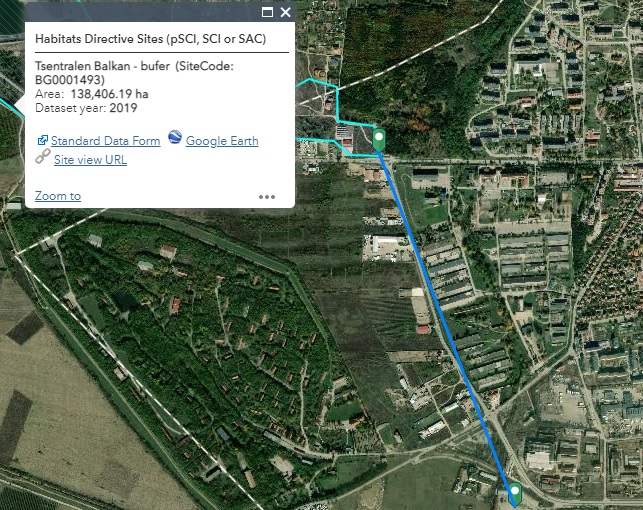 Habitats Directive Sites (pSCI, SCI or SAC)
Tsentralen Balkan - bufer (SiteCode:
BG0001493)
Area: 138,406.19 ha
Dataset year: 2019
Standard Data Form Google Earth
Site view URL
Zoom to